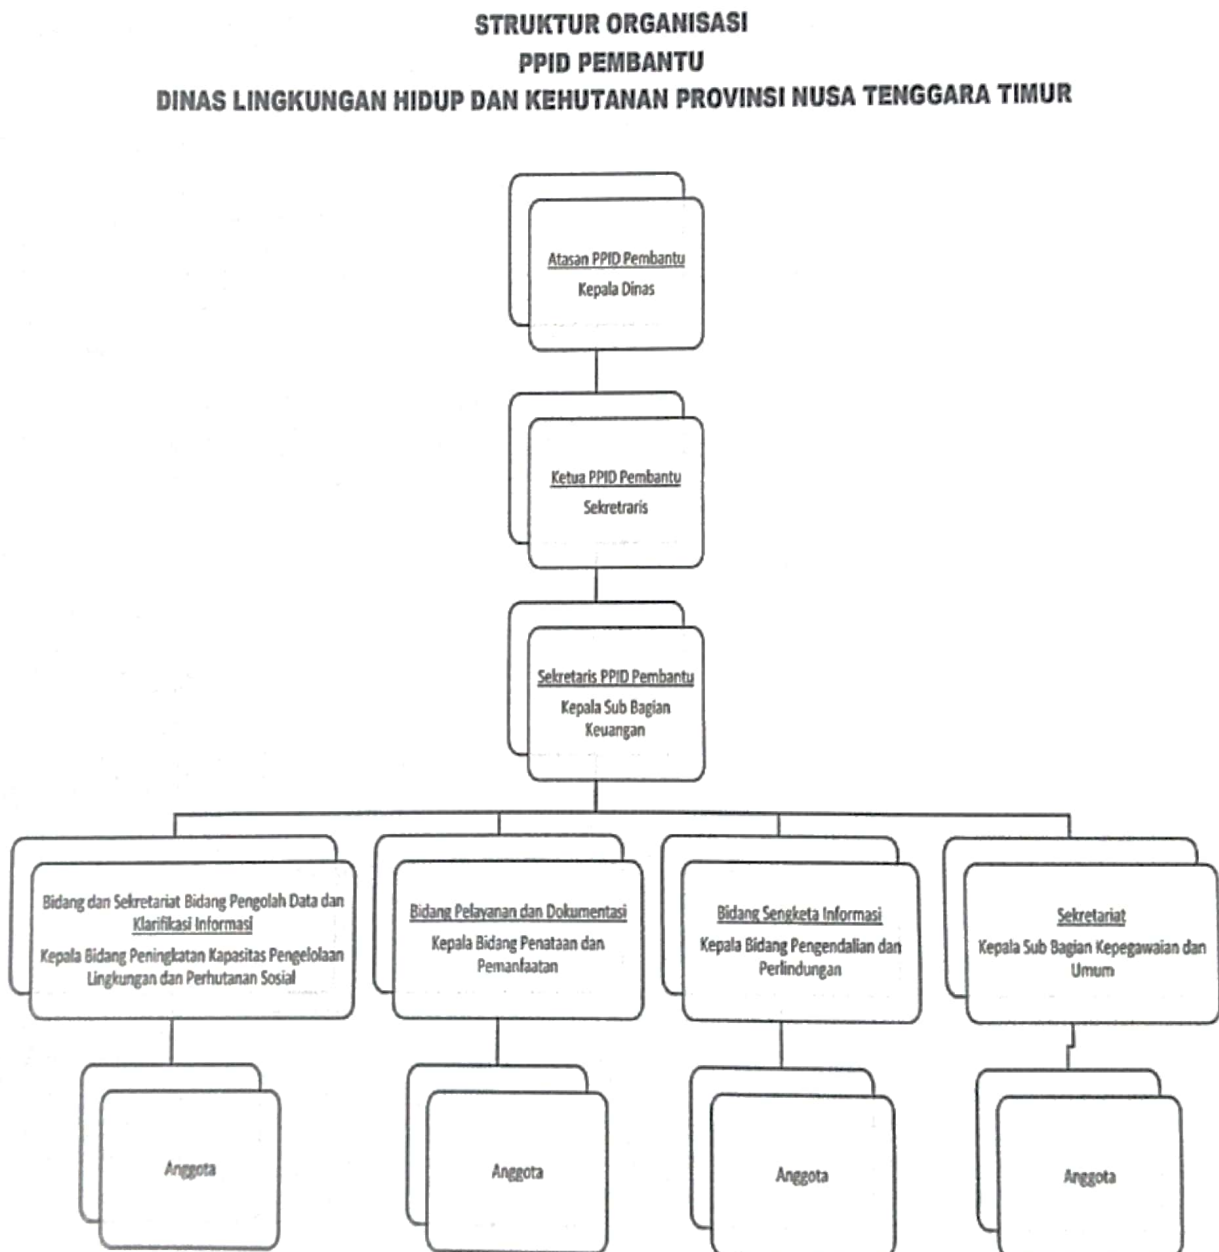 STRUKTUR ORGANISASI
PPID PEMBANTU
DINAS LINGKUNGAN HIDUP DAN KEHUTANAN PROVINSI NUSA TENGGARA TIMUR
Atasan PPID Pembantu
Kepala Dinas
Ketua PPID Pembantu
Sekretraris
Sekretaris PPID Pembantu
Kepala Sub Bagian
Keuangan
Bidang dan Sekretariat Bidang Pengolah Data dan
Klarifikasi Informasi
Kepala Bidang Peningkatan Kapasitas Pengelolaan
Lingkungan dan Perhutanan Sosial
Bidang Pelayanan dan Dokumentasi
Kepala Bidang Penataan dan
Pemanfaatan
Bidang Sengketa Informasi
Kepala Bidang Pengendalian dan
Perlindungan
Sekretariat
Kepala Sub Bagian Kepegawaian dan
Umum
Anggota
Anggota
Anggota
Anggota